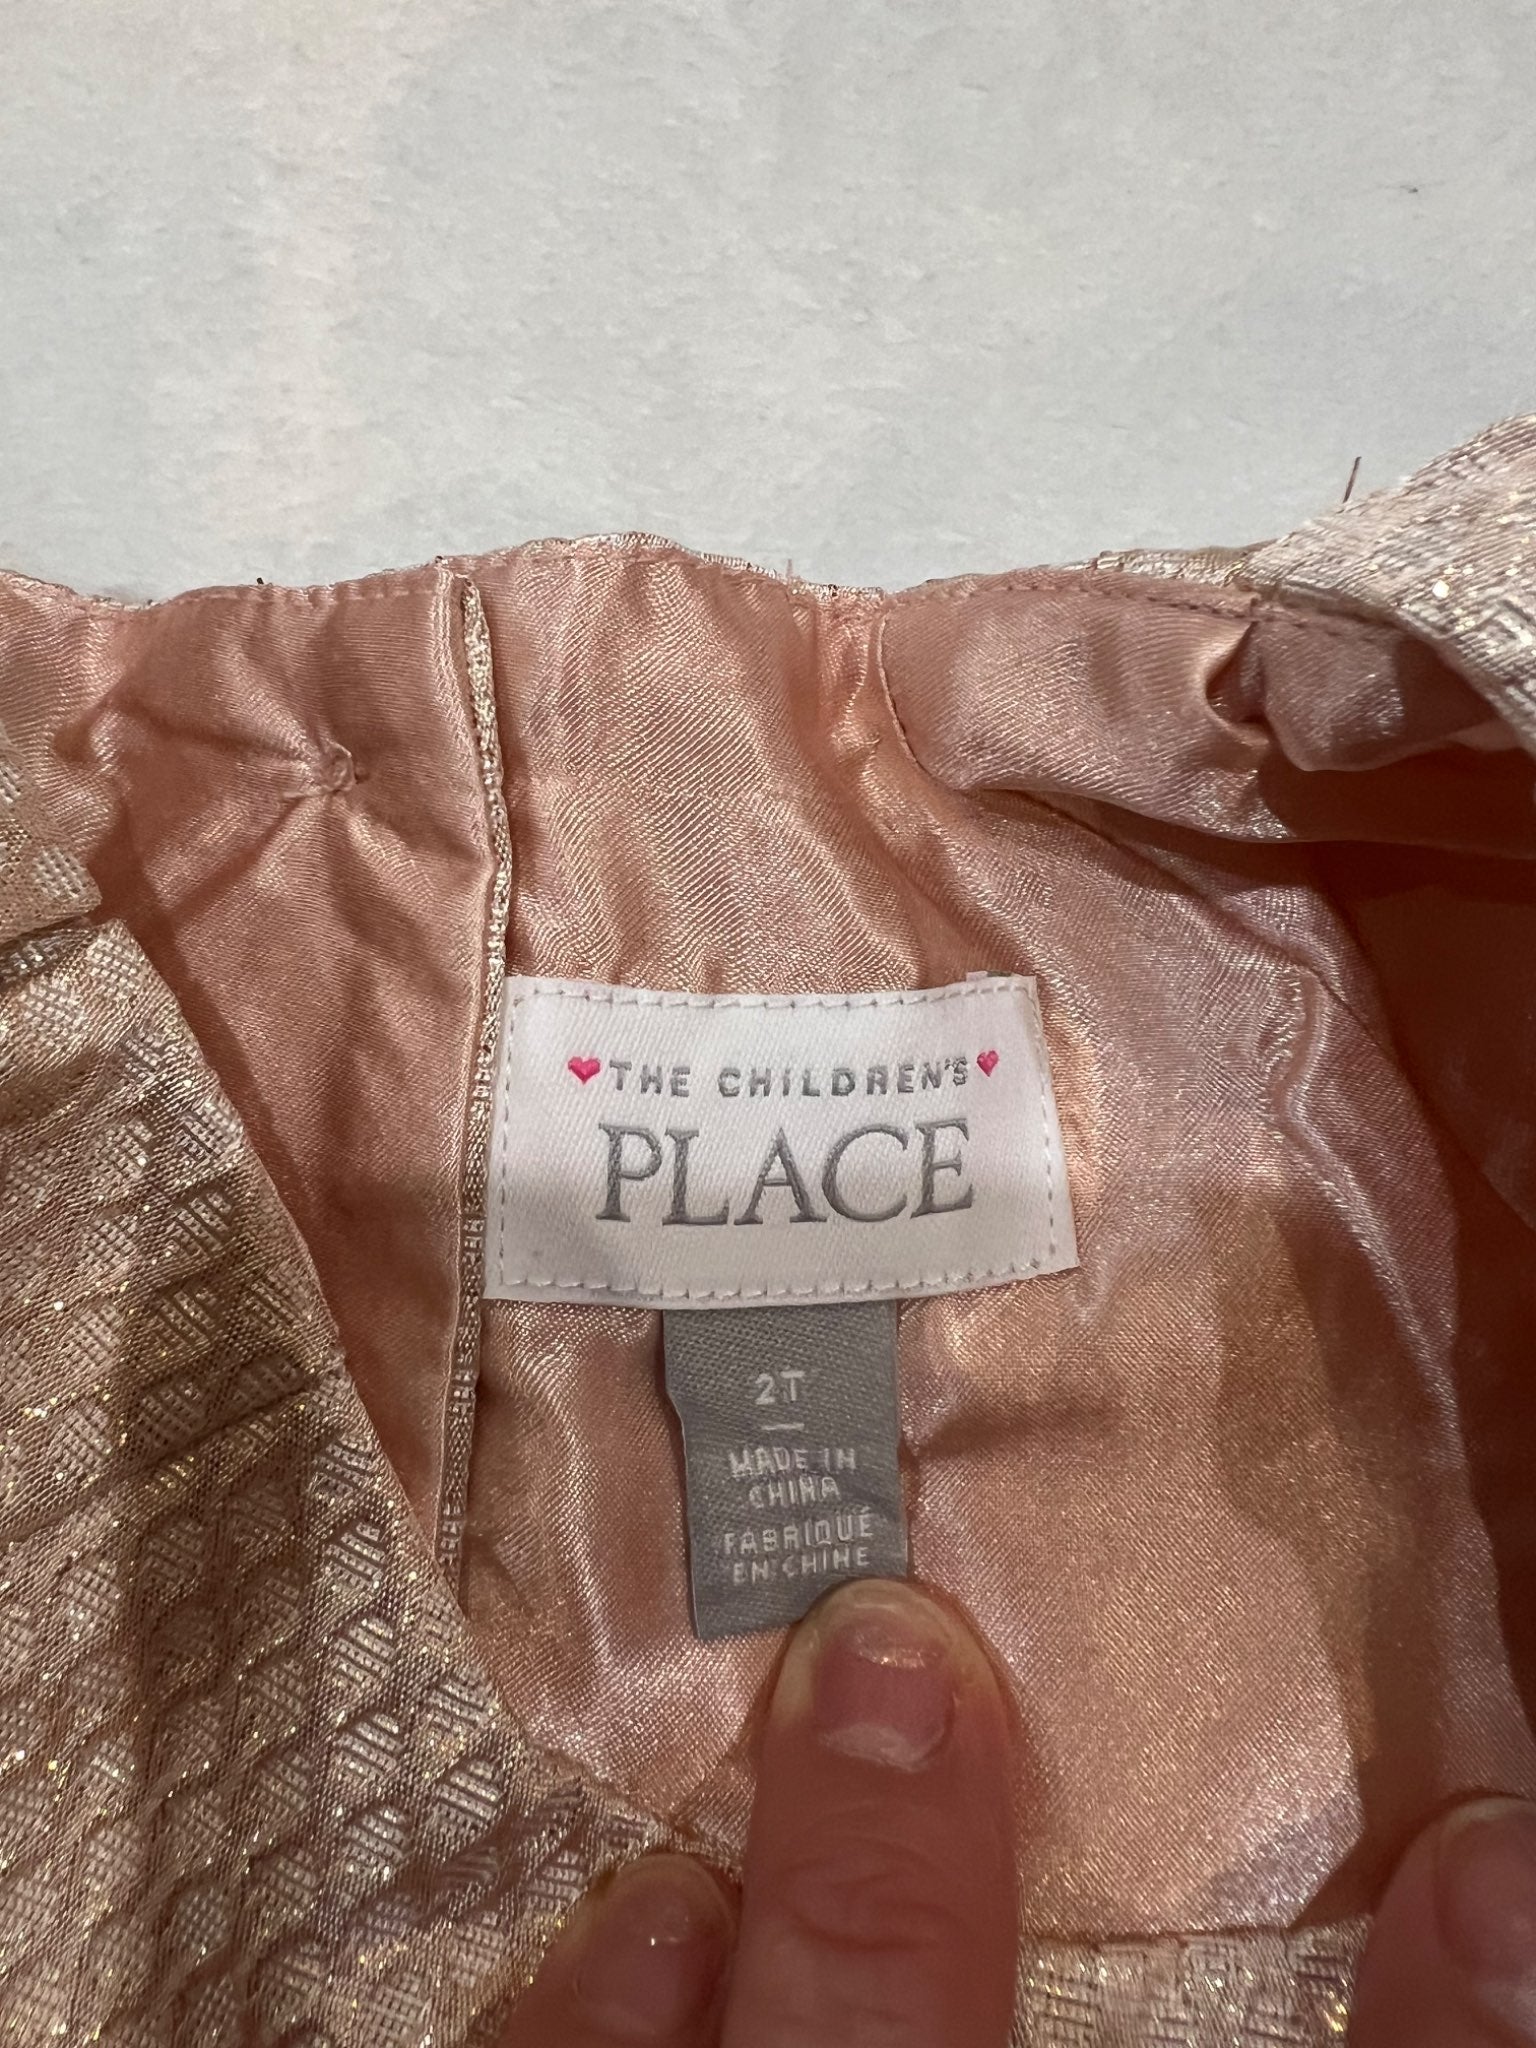 THE CHILDREN'S
PLACE
2T
MADE IN
CHINA
FABRIQUÉ
EN CHINE